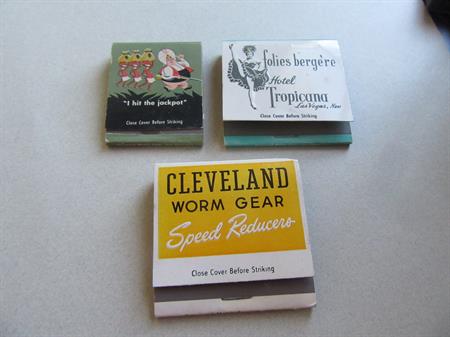 "I hit the jackpot"
Close Cover Before Striking
folies bergère
Hotel
Tropicana
Las Vegas, Nev
Close Cover Before Striking
CLEVELAND
WORM GEAR
Speed Reducers
Close Cover Before Striking